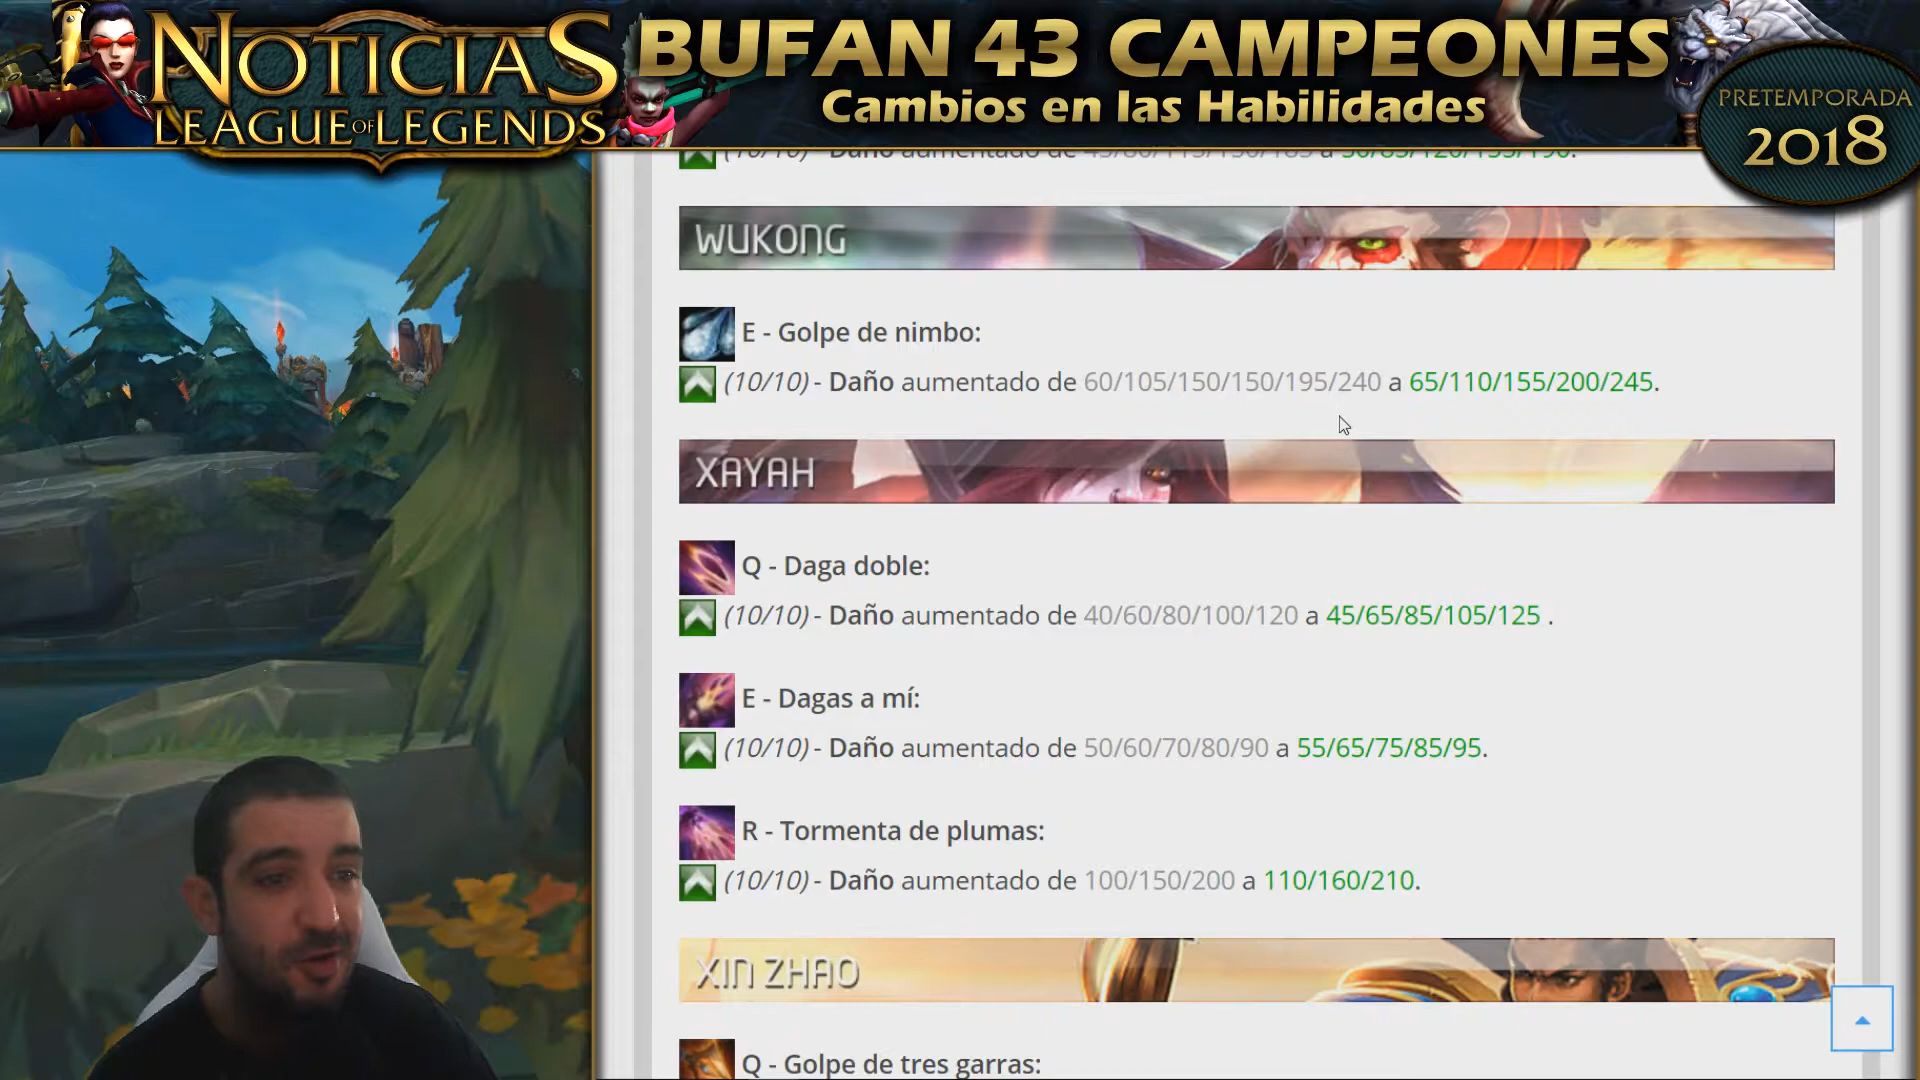 NOTICIAS
LEAGUE OF LEGENDS
BUFAN 43 CAMPEONES
Cambios en las Habilidades
PRETEMPORADA
2018
WUKONG
E - Golpe de nimbo:
(10/10) - Daño aumentado de 60/105/150/150/195/240 a 65/110/155/200/245.
XAYAH
Q - Daga doble:
(10/10) - Daño aumentado de 40/60/80/100/120 a 45/65/85/105/125 .
E - Dagas a mí:
(10/10) - Daño aumentado de 50/60/70/80/90 a 55/65/75/85/95.
R - Tormenta de plumas:
(10/10) - Daño aumentado de 100/150/200 a 110/160/210.
XIN ZHAO
Q - Golpe de tres garras: